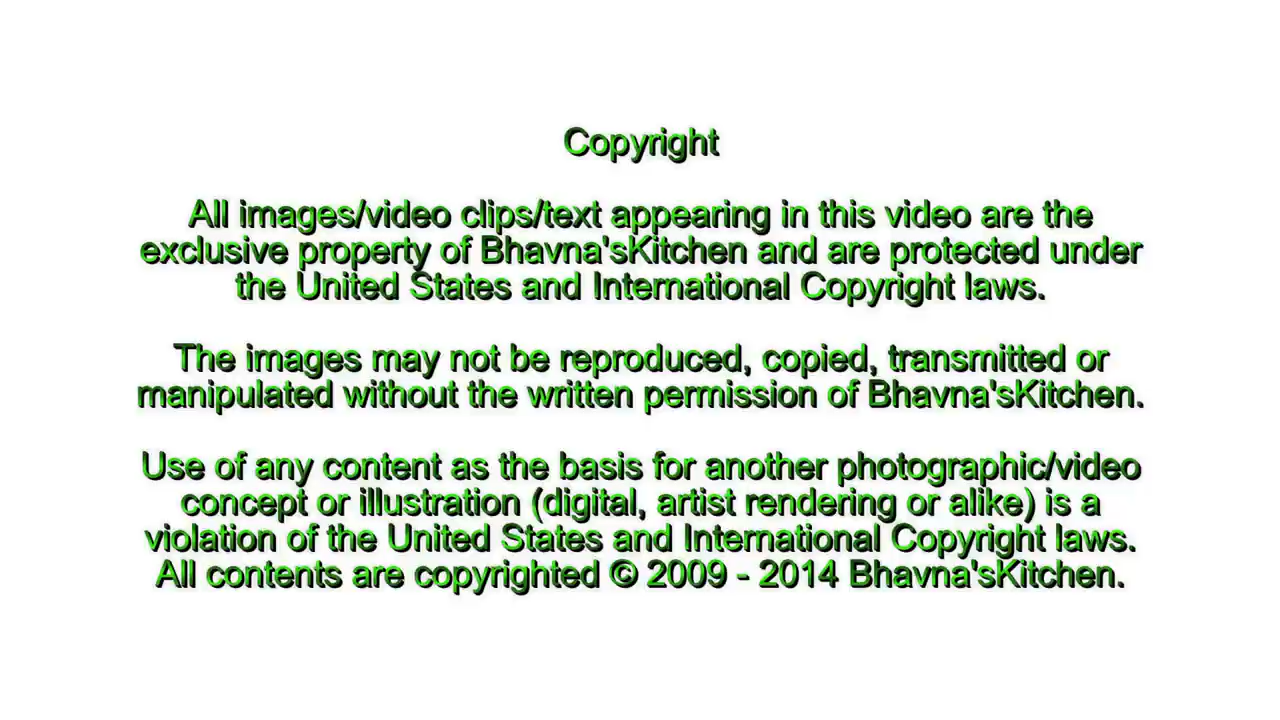 Copyright
All images/video clips/text appearing in this video are the
exclusive property of Bhavna'sKitchen and are protected under
the United States and International Copyright laws.
The images may not be reproduced, copied, transmitted or
manipulated without the written permission of Bhavna'sKitchen.
Use of any content as the basis for another photographic/video
concept or illustration (digital, artist rendering or alike) is a
violation of the United States and International Copyright laws.
All contents are copyrighted © 2009 - 2014 Bhavna'sKitchen.